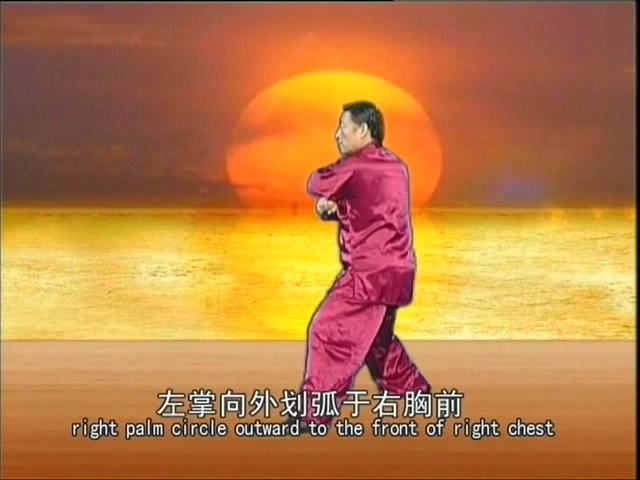 左掌向外划弧于右胸前
right palm circle outward to the front of right chest